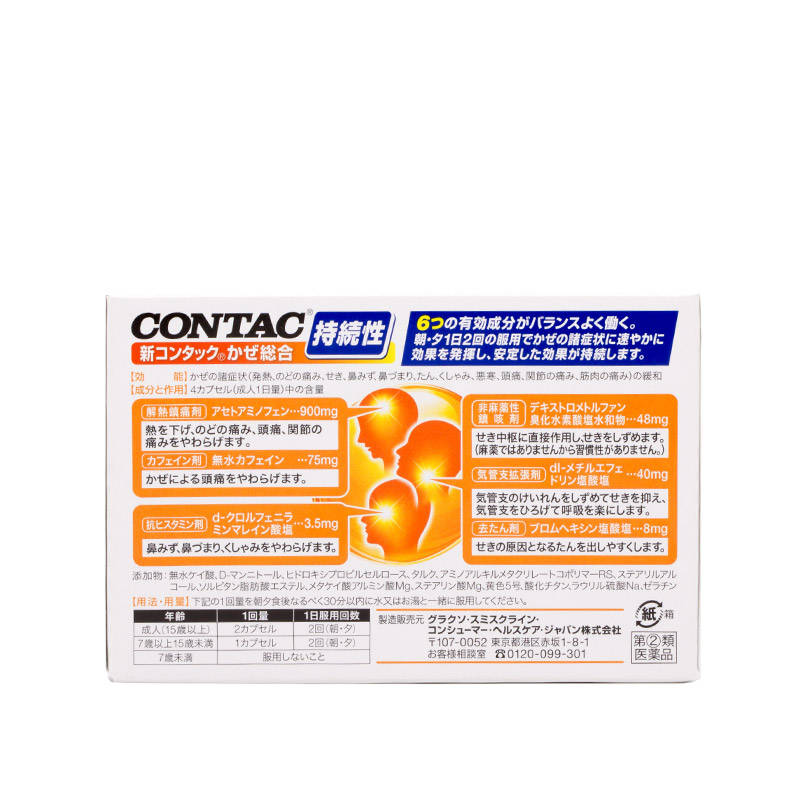 CONTAC®
新コンタック®かぜ総合
持続性
6つの有効成分がバランスよく働く。
朝・夕1日2回の服用でかぜの諸症状に速やかに
効果を発揮し、安定した効果が持続します。
【効 能】かぜの諸症状(発熱、のどの痛み、せき、鼻みず、鼻づまり、たん、くしゃみ、悪寒、頭痛、関節の痛み、筋肉の痛み)の緩和
【成分と作用】4カプセル(成人1日量)中の含量
解熱鎮痛剤 アセトアミノフェン…900mg
熱を下げ、のどの痛み、頭痛、関節の
痛みをやわらげます。
カフェイン剤 無水カフェイン …75mg
かぜによる頭痛をやわらげます。
抗ヒスタミン剤 d-クロルフェニラ
ミンマレイン酸塩 …3.5mg
鼻みず、鼻づまり、くしゃみをやわらげます。
非麻薬性
鎮咳剤
デキストロメトルファン
臭化水素酸塩水和物…48mg
せき中枢に直接作用しせきをしずめます。
(麻薬ではありませんから習慣性がありません。)
気管支拡張剤 dl-メチルエフェ
ドリン塩酸塩 …40mg
気管支のけいれんをしずめてせきを抑え、
気管支をひろげて呼吸を楽にします。
去たん剤 ブロムヘキシン塩酸塩…8mg
せきの原因となるたんを出しやすくします。
添加物:無水ケイ酸、D-マンニトール、ヒドロキシプロピルセルロース、タルク、アミノアルキルメタクリレートコポリマーRS、ステアリルアル
コール、ソルビタン脂肪酸エステル、メタケイ酸アルミン酸Mg、ステアリン酸Mg、黄色5号、酸化チタン、ラウリル硫酸Na、ゼラチン
【用法・用量】下記の1回量を朝夕食後なるべく30分以内に水又はお湯と一緒に服用してください。
年齢 1回量 1日服用回数
成人(15歳以上) 2カプセル 2回(朝・夕)
7歳以上15歳未満 1カプセル 2回(朝・夕)
7歳未満 服用しないこと
製造販売元 グラクソ・スミスクライン・
コンシューマー・ヘルスケア・ジャパン株式会社
〒107-0052 東京都港区赤坂1-8-1
お客様相談室 ☎0120-099-301
紙 箱
第②類
医薬品